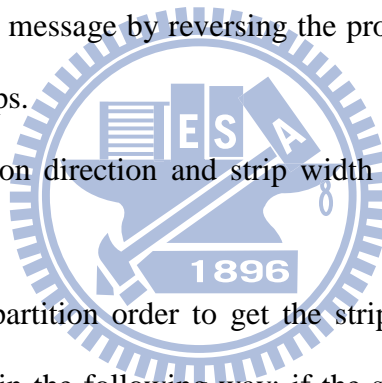 message by reversing the pro
ps.
E S A
on direction and strip width
1896
partition order to get the strip
in the following way: if the